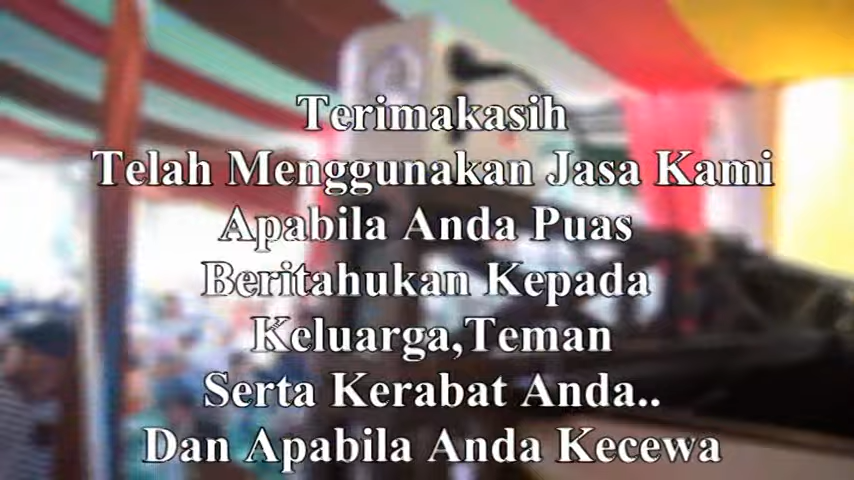 Terimakasih
Telah Menggunakan Jasa Kami
Apabila Anda Puas
Beritahukan Kepada
Keluarga,Teman
Serta Kerabat Anda..
Dan Apabila Anda Kecewa